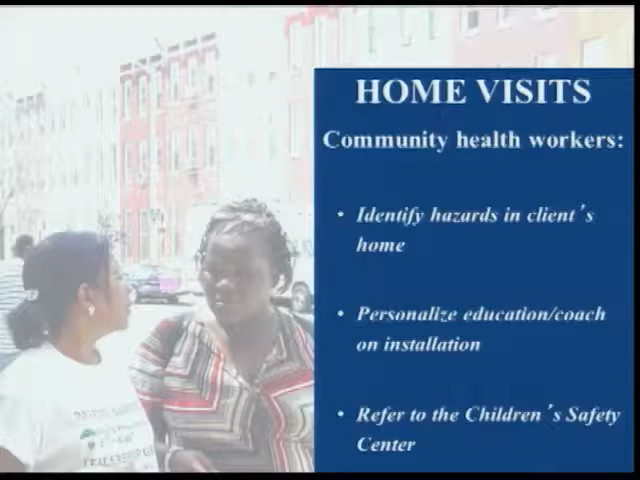 HOME VISITS
Community health workers:
• Identify hazards in client's
home
• Personalize education/coach
on installation
• Refer to the Children's Safety
Center